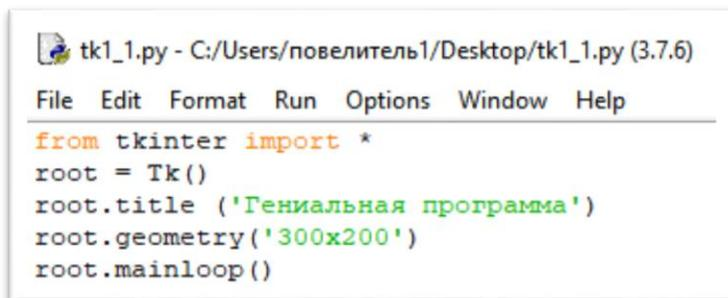 tk1_1.py - C:/Users/повелитель1/Desktop/tk1_1.py (3.7.6)
File Edit Format Run Options Window Help
from tkinter import *
root = Tk()
root.title ('Гениальная программа')
root.geometry('300x200')
root.mainloop()